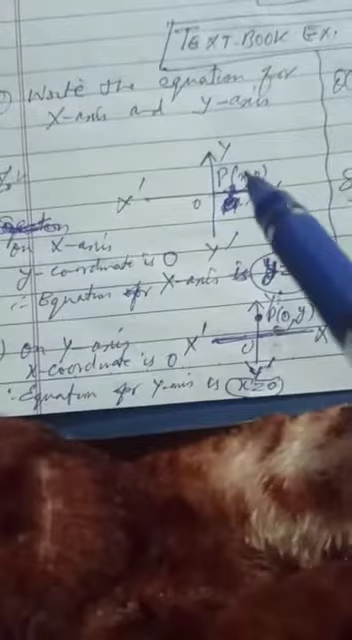 TEXT-BOOK EX.
Write the equation for
X-axis and Y-axis
Y
P(x,0)
X'
0
Y'
on X-axis
y-coordinate is 0
∴ Equation for X-axis is y=
Y
P(0,y)
on Y-axis X' X
0
x-coordinate is 0
Y'
∴ Equation for Y-axis is x=0